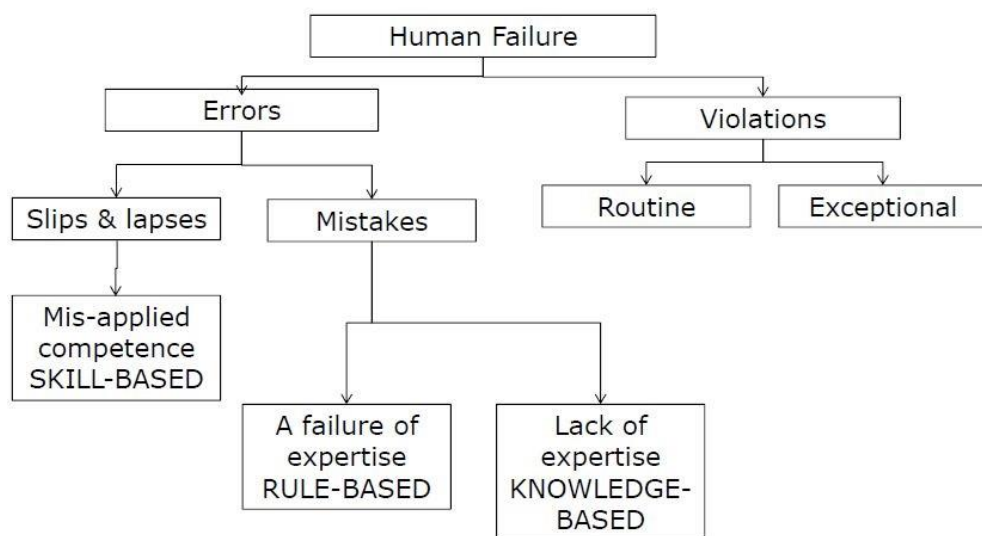 Human Failure
Errors
Violations
Slips & lapses
Mistakes
Routine
Exceptional
Mis-applied
competence
SKILL-BASED
A failure of
expertise
RULE-BASED
Lack of
expertise
KNOWLEDGE-
BASED